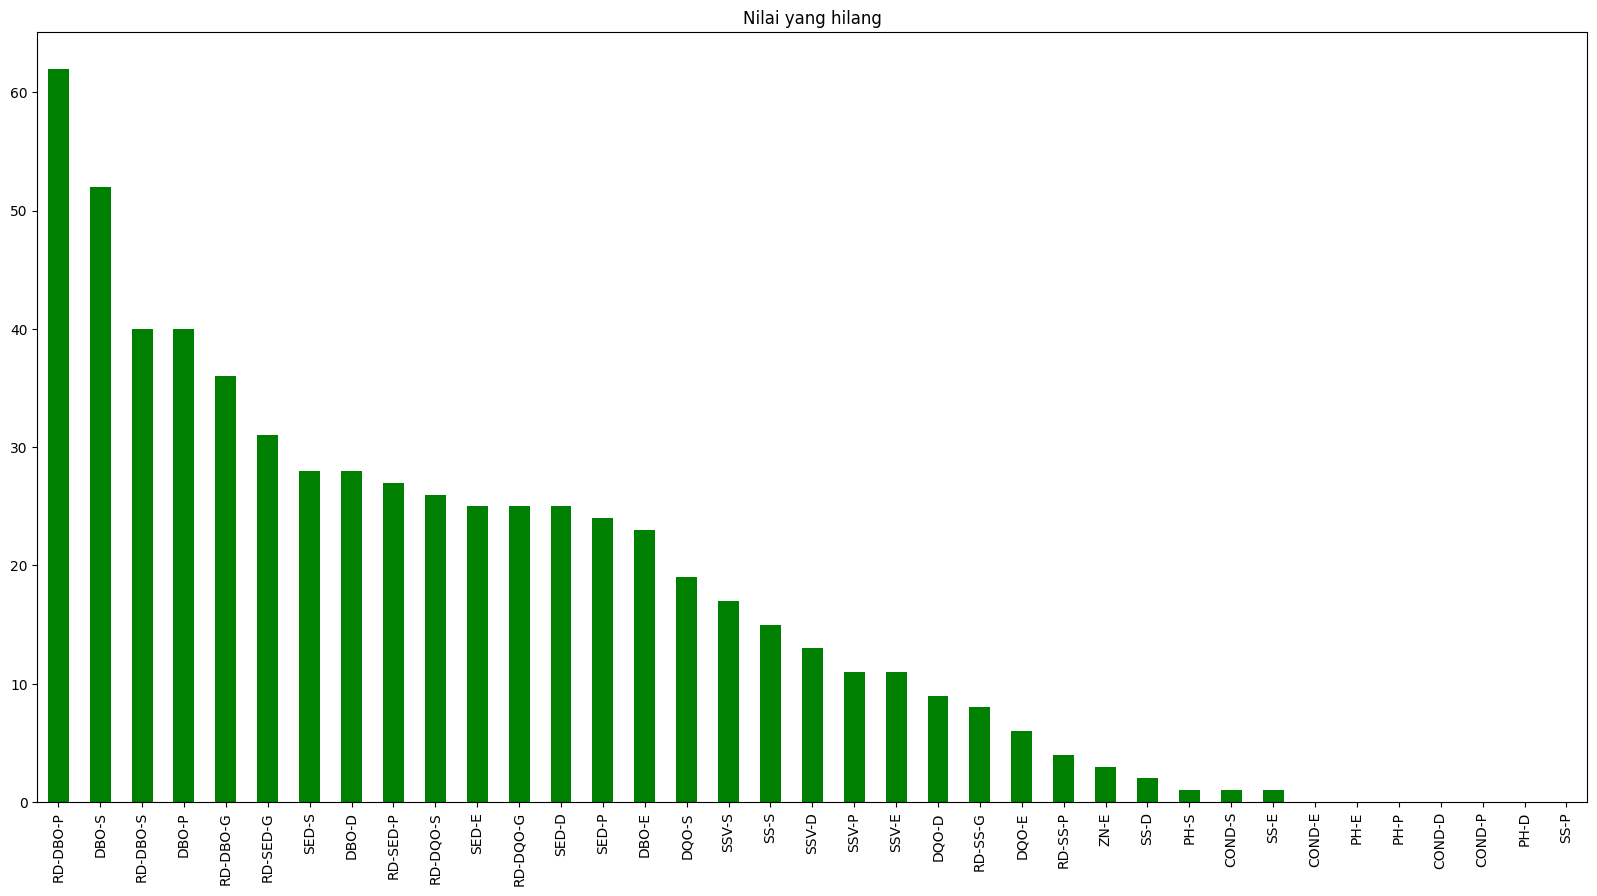 Nilai yang hilang
60
50
40
30
20
10
0
RD-DBO-P
DBO-S
RD-DBO-S
DBO-P
RD-DBO-G
RD-SED-G
SED-S
DBO-D
RD-SED-P
RD-DQO-S
SED-E
RD-DQO-G
SED-D
SED-P
DBO-E
DQO-S
SSV-S
SS-S
SSV-D
SSV-P
SSV-E
DQO-D
RD-SS-G
DQO-E
RD-SS-P
ZN-E
SS-D
PH-S
COND-S
SS-E
COND-E
PH-E
PH-P
COND-D
COND-P
PH-D
SS-P